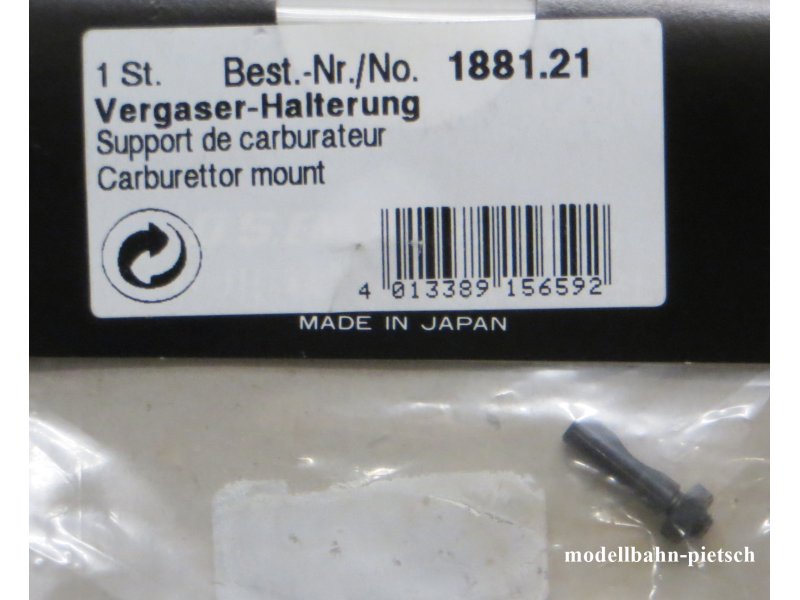 1 St. Best.-Nr./No. 1881.21
Vergaser-Halterung
Support de carburateur
Carburettor mount
4 013389 156592
MADE IN JAPAN
modellbahn-pietsch